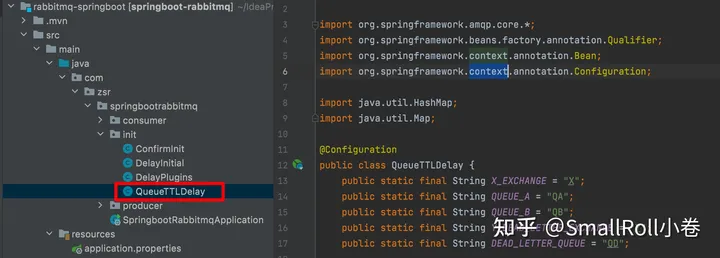 rabbitmq-springboot [springboot-rabbitmq] ~/ideaPr
.mvn
src
main
java
com
zsr
springbootrabbitmq
consumer
init
ConfirmInit
DelayInitial
DelayPlugins
QueueTTLDelay
producer
SpringbootRabbitmqApplication
resources
application.properties
2
3 import org.springframework.amqp.core.*;
4 import org.springframework.beans.factory.annotation.Qualifier;
5 import org.springframework.context.annotation.Bean;
6 import org.springframework.context.annotation.Configuration;
7
8 import java.util.HashMap;
9 import java.util.Map;
10
11 @Configuration
12 public class QueueTTLDelay {
13 public static final String X_EXCHANGE = "X";
14 public static final String QUEUE_A = "QA";
15 public static final String QUEUE_B = "QB";
16 public static final String
17 public static final String DEAD_LETTER_QUEUE = "QD";
知乎 @SmallRoll小卷